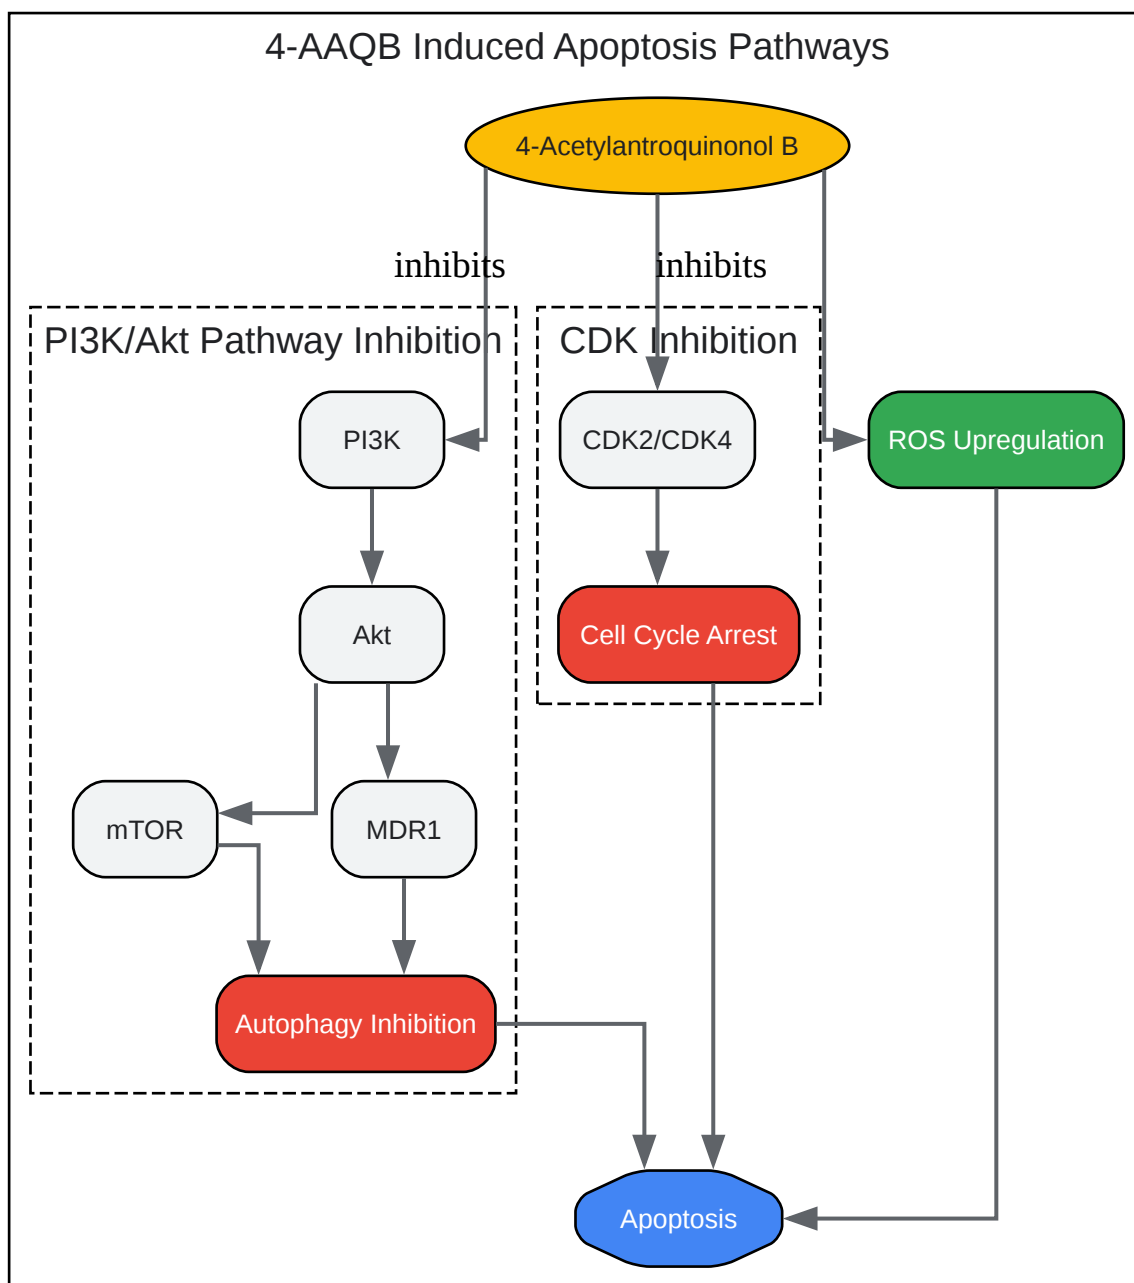 4-AAQB Induced Apoptosis Pathways
4-Acetylantroquinonol B
inhibits
inhibits
PI3K/Akt Pathway Inhibition
CDK Inhibition
PI3K
CDK2/CDK4
ROS Upregulation
Akt
Cell Cycle Arrest
mTOR
MDR1
Autophagy Inhibition
Apoptosis